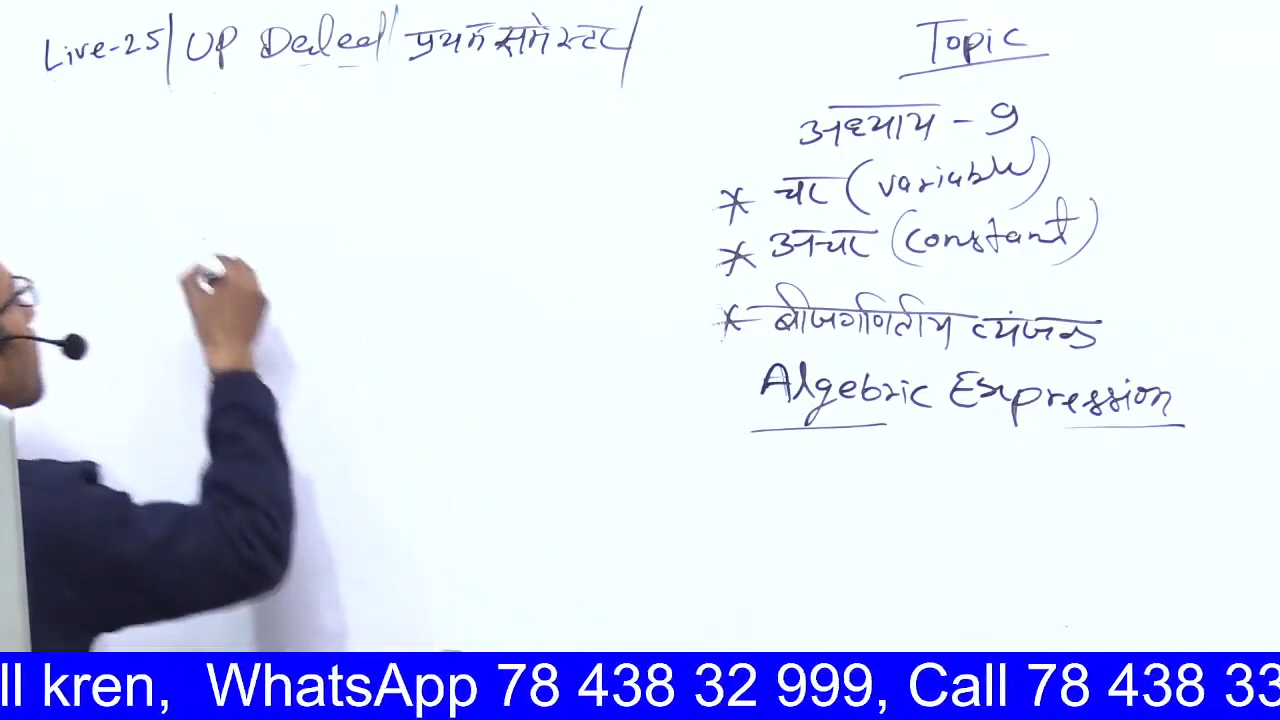 Live-25/ UP Deled/ प्रथम समेस्टर/
Topic
अध्याय - 9
* चर (variable)
* अचर (constant)
* बीजगणितीय व्यंजक
Algebric Expression
ll kren, WhatsApp 78 438 32 999, Call 78 438 33